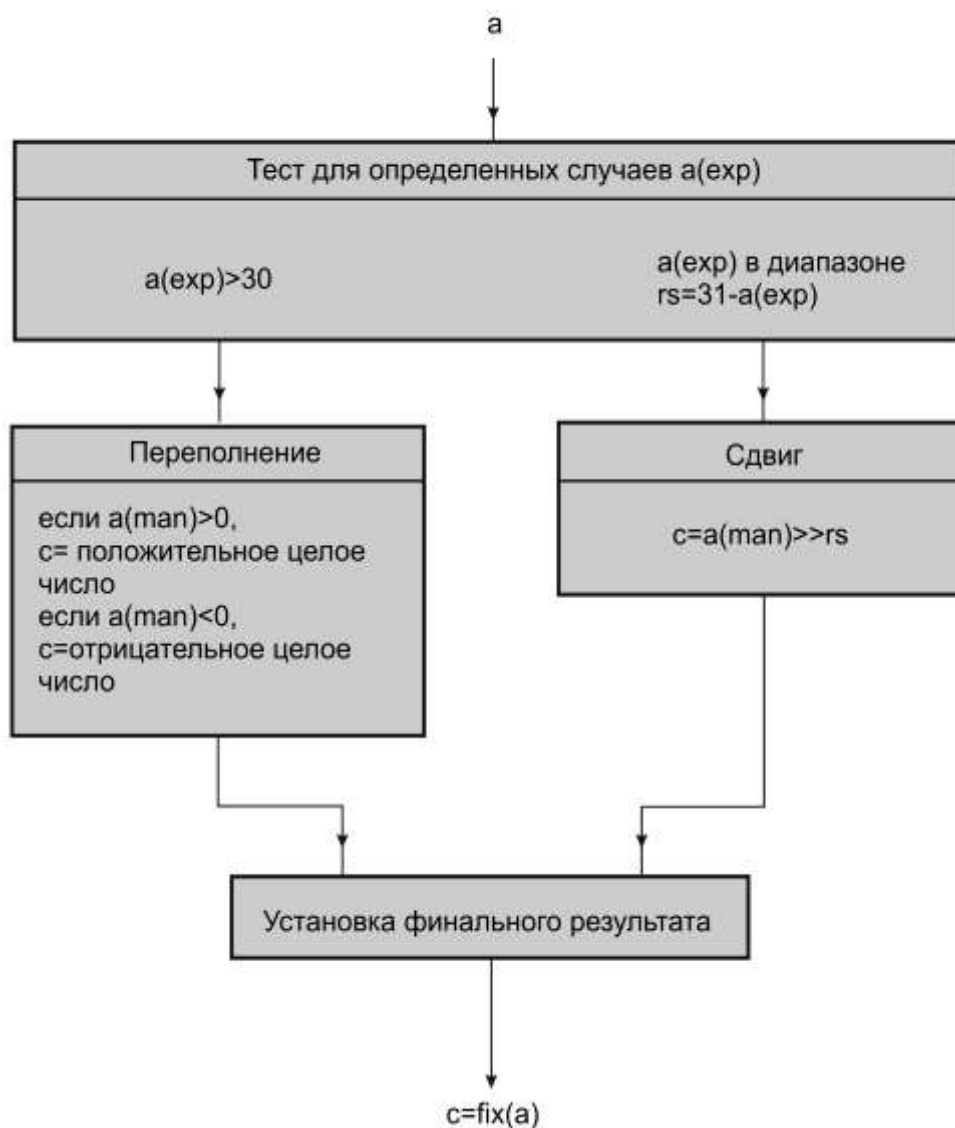 a
Тест для определенных случаев a(exp)
a(exp)>30
a(exp) в диапазоне
rs=31-a(exp)
Переполнение
если a(man)>0,
c= положительное целое
число
если a(man)<0,
c=отрицательное целое
число
Сдвиг
c=a(man)>>rs
Установка финального результата
c=fix(a)